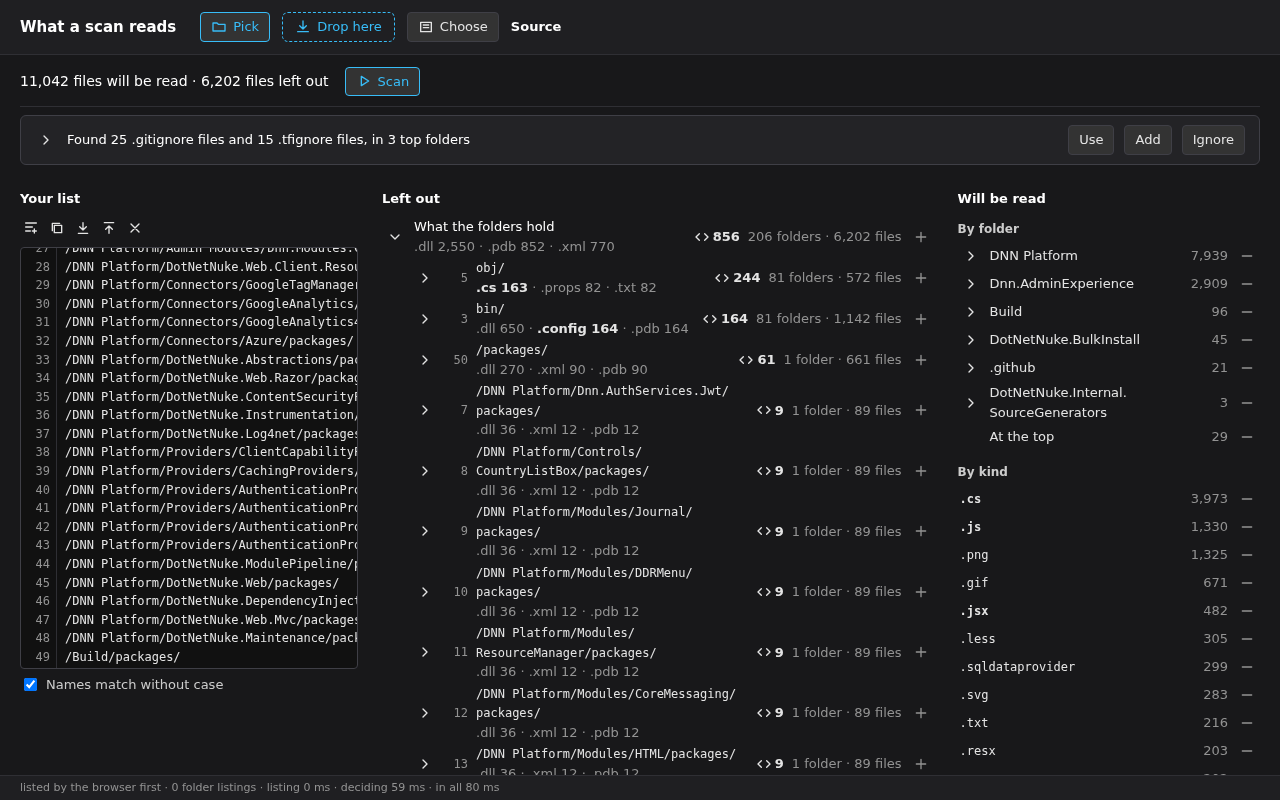 What a scan reads
Pick
Drop here
Choose
Source
11,042 files will be read · 6,202 files left out
Scan
Found 25 .gitignore files and 15 .tfignore files, in 3 top folders
Use
Add
Ignore
Your list
28 /DNN Platform/DotNetNuke.Web.Client.Resou
29 /DNN Platform/Connectors/GoogleTagManager
30 /DNN Platform/Connectors/GoogleAnalytics/
31 /DNN Platform/Connectors/GoogleAnalytics4
32 /DNN Platform/Connectors/Azure/packages/
33 /DNN Platform/DotNetNuke.Abstractions/pac
34 /DNN Platform/DotNetNuke.Web.Razor/packag
35 /DNN Platform/DotNetNuke.ContentSecurityP
36 /DNN Platform/DotNetNuke.Instrumentation/
37 /DNN Platform/DotNetNuke.Log4net/packages
38 /DNN Platform/Providers/ClientCapabilityP
39 /DNN Platform/Providers/CachingProviders/
40 /DNN Platform/Providers/AuthenticationPro
41 /DNN Platform/Providers/AuthenticationPro
42 /DNN Platform/Providers/AuthenticationPro
43 /DNN Platform/Providers/AuthenticationPro
44 /DNN Platform/DotNetNuke.ModulePipeline/p
45 /DNN Platform/DotNetNuke.Web/packages/
46 /DNN Platform/DotNetNuke.DependencyInject
47 /DNN Platform/DotNetNuke.Web.Mvc/packages
48 /DNN Platform/DotNetNuke.Maintenance/pack
49 /Build/packages/
Names match without case
Left out
What the folders hold
.dll 2,550 · .pdb 852 · .xml 770
856 206 folders · 6,202 files
5 obj/
.cs 163 · .props 82 · .txt 82
244 81 folders · 572 files
3 bin/
.dll 650 · .config 164 · .pdb 164
164 81 folders · 1,142 files
50 /packages/
.dll 270 · .xml 90 · .pdb 90
61 1 folder · 661 files
7 /DNN Platform/Dnn.AuthServices.Jwt/
packages/
.dll 36 · .xml 12 · .pdb 12
9 1 folder · 89 files
8 /DNN Platform/Controls/
CountryListBox/packages/
.dll 36 · .xml 12 · .pdb 12
9 1 folder · 89 files
9 /DNN Platform/Modules/Journal/
packages/
.dll 36 · .xml 12 · .pdb 12
9 1 folder · 89 files
10 /DNN Platform/Modules/DDRMenu/
packages/
.dll 36 · .xml 12 · .pdb 12
9 1 folder · 89 files
11 /DNN Platform/Modules/
ResourceManager/packages/
.dll 36 · .xml 12 · .pdb 12
9 1 folder · 89 files
12 /DNN Platform/Modules/CoreMessaging/
packages/
.dll 36 · .xml 12 · .pdb 12
9 1 folder · 89 files
13 /DNN Platform/Modules/HTML/packages/
.dll 36 · .xml 12 · .pdb 12
9 1 folder · 89 files
Will be read
By folder
DNN Platform 7,939
Dnn.AdminExperience 2,909
Build 96
DotNetNuke.BulkInstall 45
.github 21
DotNetNuke.Internal.
SourceGenerators 3
At the top 29
By kind
.cs 3,973
.js 1,330
.png 1,325
.gif 671
.jsx 482
.less 305
.sqldataprovider 299
.svg 283
.txt 216
.resx 203
listed by the browser first · 0 folder listings · listing 0 ms · deciding 59 ms · in all 80 ms